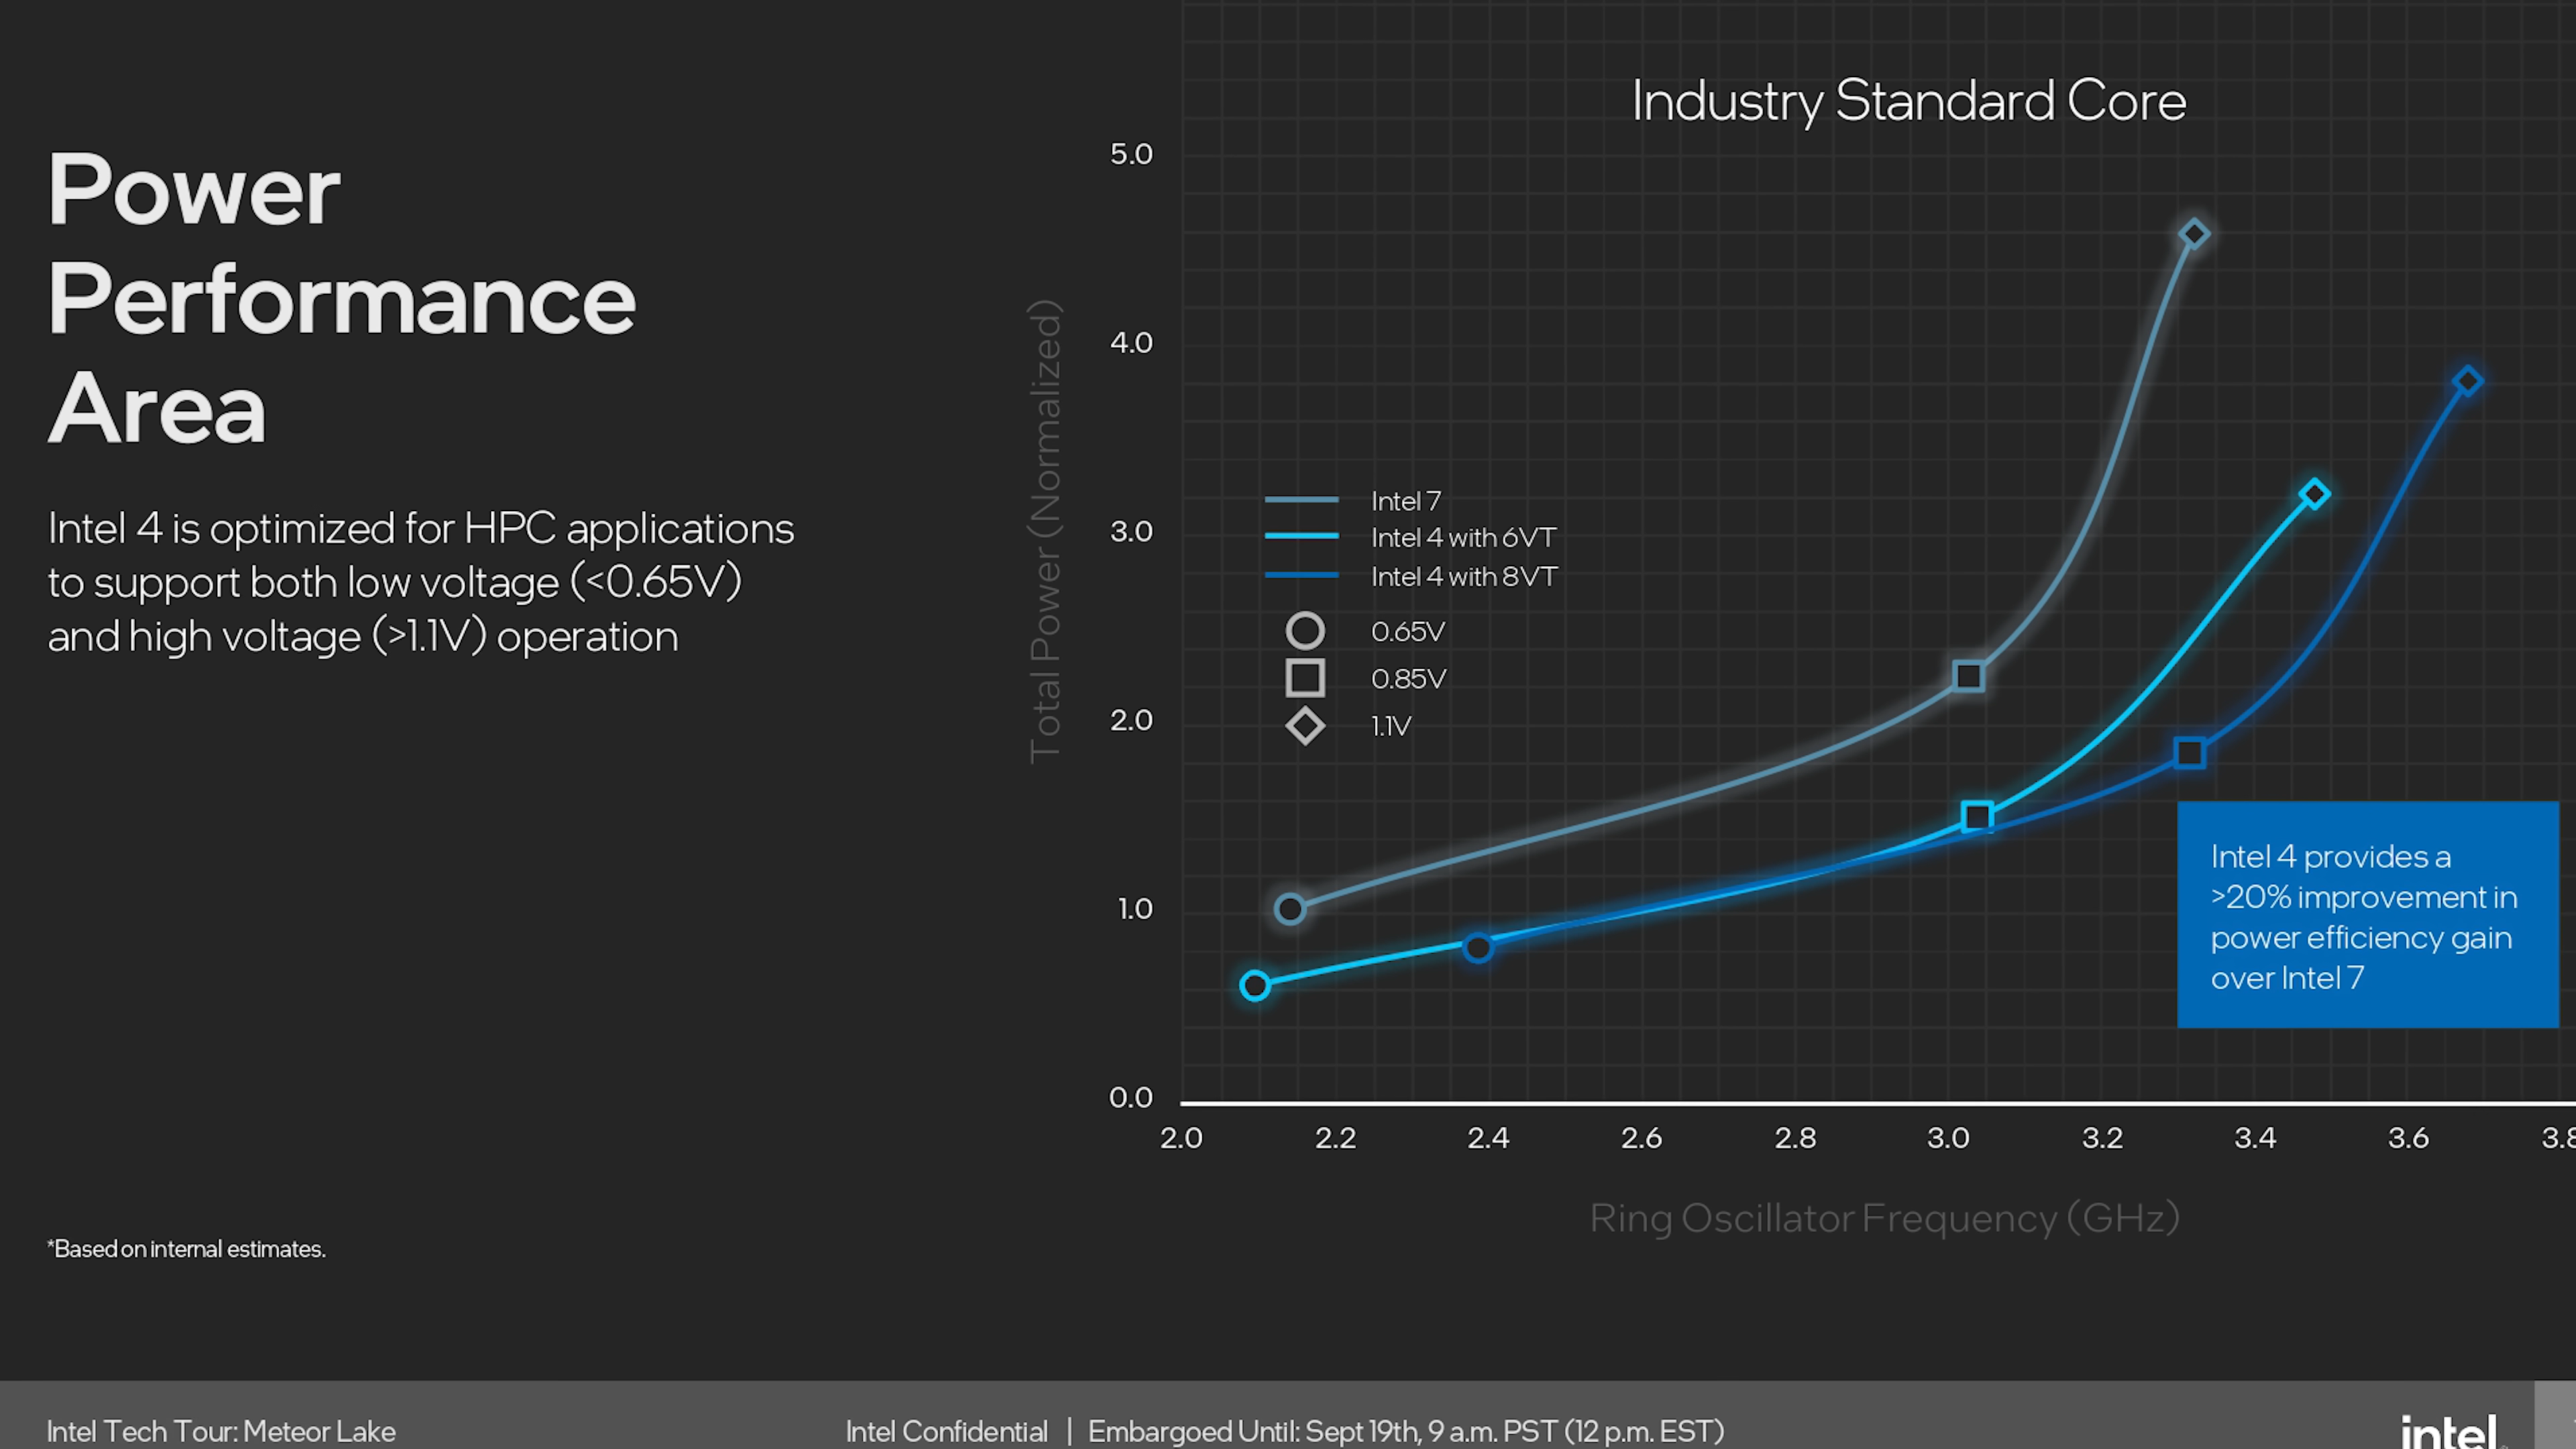 Power
Performance
Area
Intel 4 is optimized for HPC applications
to support both low voltage (<0.65V)
and high voltage (>1.1V) operation
*Based on internal estimates.
Industry Standard Core
Total Power (Normalized)
5.0
4.0
3.0
2.0
1.0
0.0
Intel 7
Intel 4 with 6VT
Intel 4 with 8VT
0.65V
0.85V
1.1V
Intel 4 provides a
>20% improvement in
power efficiency gain
over Intel 7
2.0 2.2 2.4 2.6 2.8 3.0 3.2 3.4 3.6 3.8
Ring Oscillator Frequency (GHz)
Intel Tech Tour: Meteor Lake
Intel Confidential | Embargoed Until: Sept 19th, 9 a.m. PST (12 p.m. EST)
intel